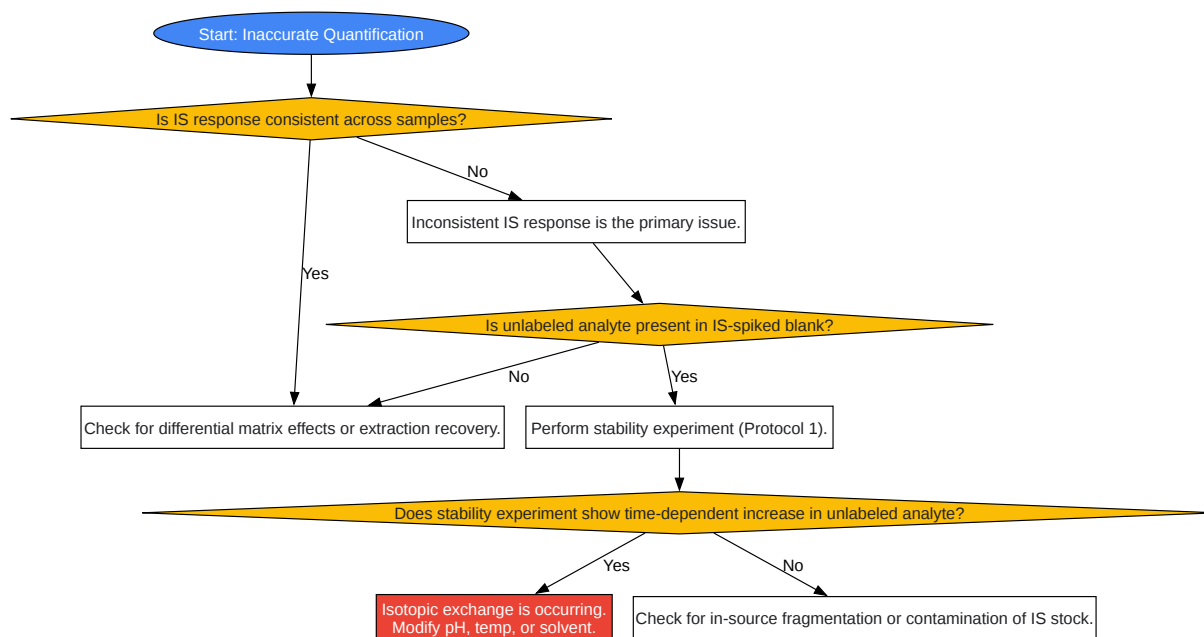 Start: Inaccurate Quantification
Is IS response consistent across samples?
No
Inconsistent IS response is the primary issue.
Yes
Is unlabeled analyte present in IS-spiked blank?
No
Yes
Check for differential matrix effects or extraction recovery.
Perform stability experiment (Protocol 1).
Does stability experiment show time-dependent increase in unlabeled analyte?
Yes
No
Isotopic exchange is occurring.
Modify pH, temp, or solvent.
Check for in-source fragmentation or contamination of IS stock.